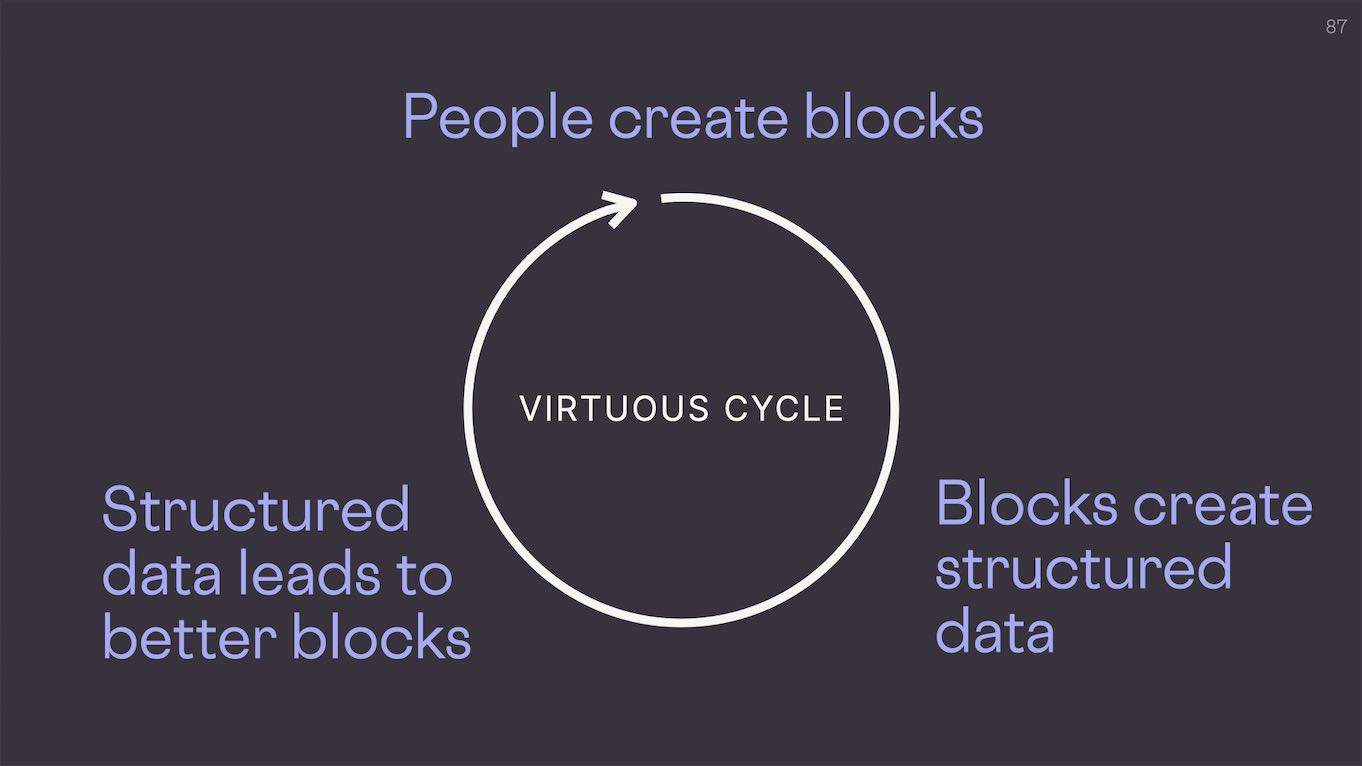 87
People create blocks
VIRTUOUS CYCLE
Blocks create
structured
data
Structured
data leads to
better blocks